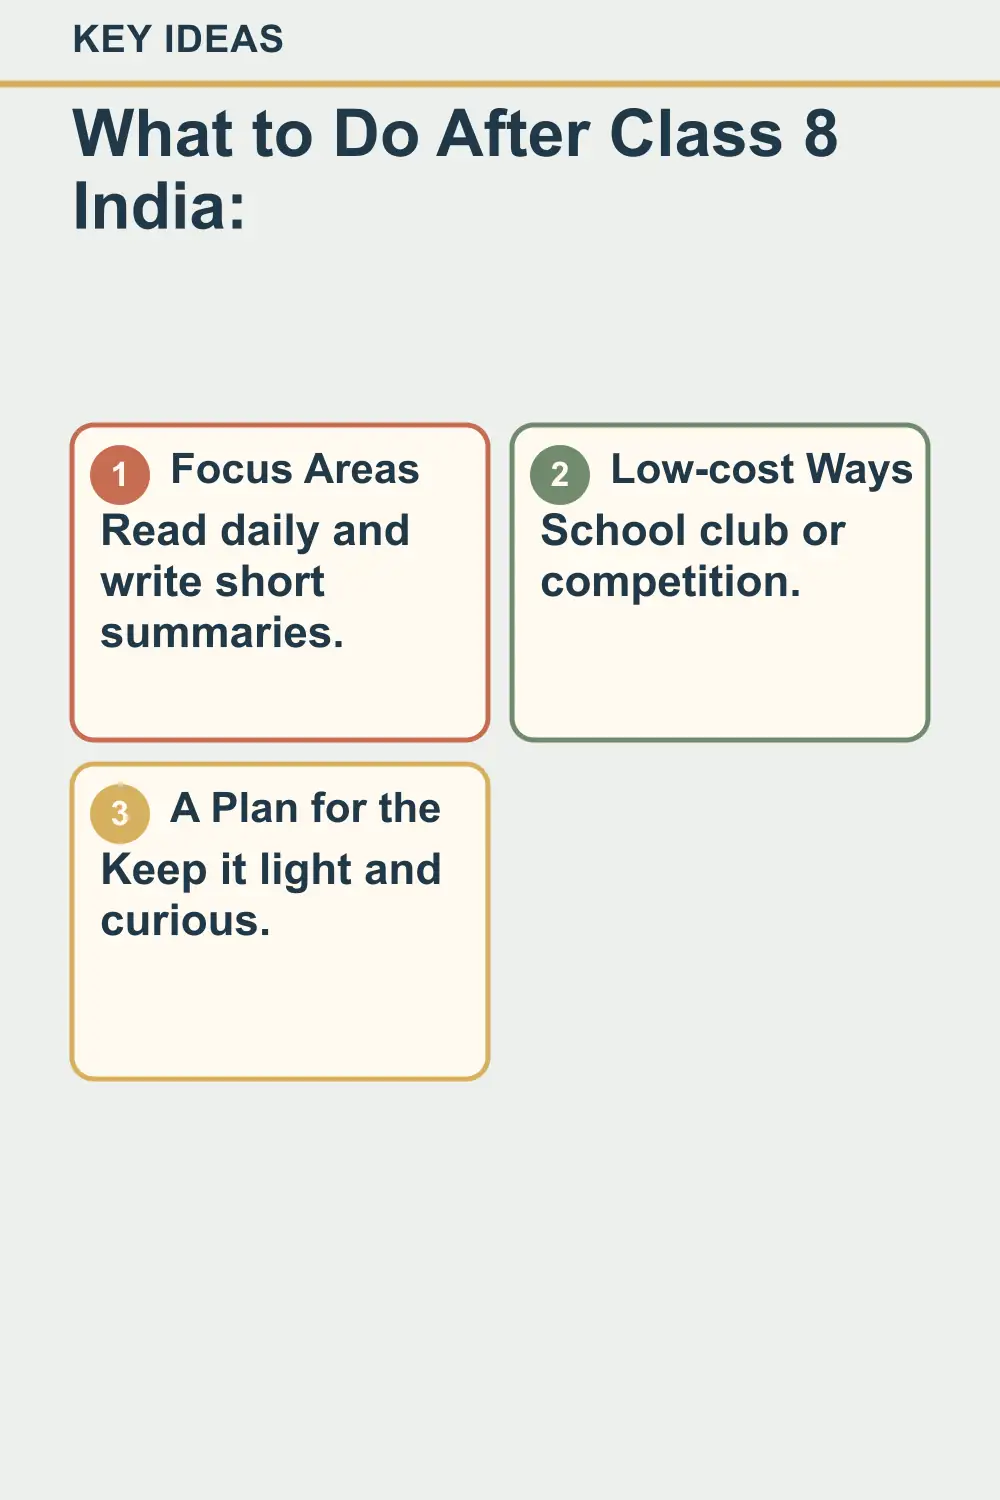 KEY IDEAS
What to Do After Class 8
India:
1 Focus Areas
Read daily and
write short
summaries.
2 Low-cost Ways
School club or
competition.
3 A Plan for the
Keep it light and
curious.